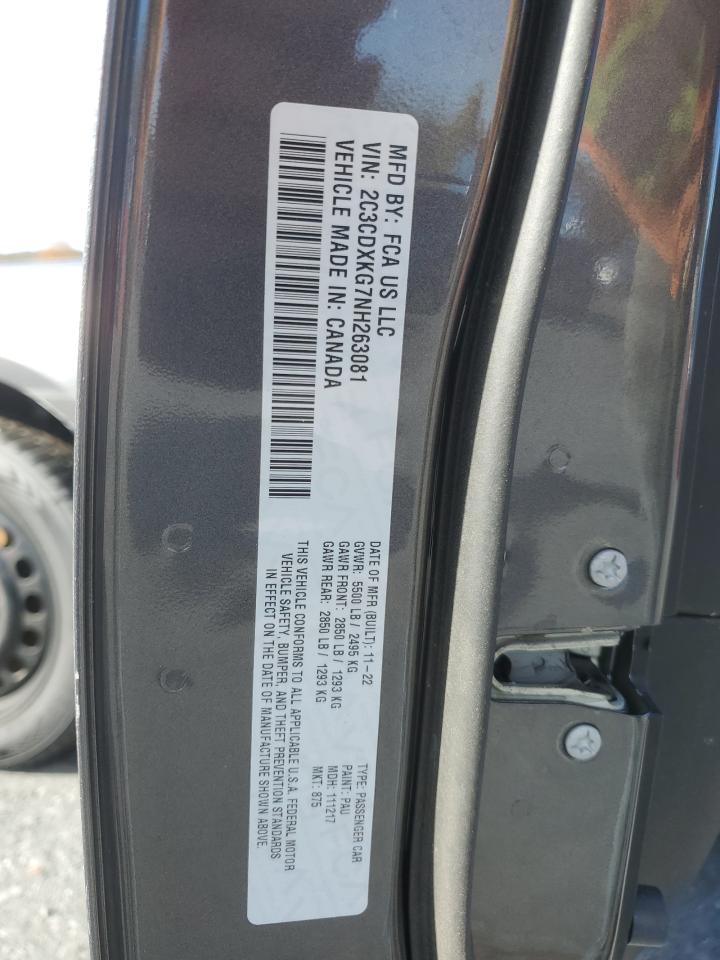 MFD BY: FCA US LLC
VIN: 2C3CDXKG7NH263081
VEHICLE MADE IN: CANADA
DATE OF MFR (BUILT): 11-22
GVWR: 5500 LB / 2495 KG
GAWR FRONT: 2850 LB / 1293 KG
GAWR REAR: 2850 LB / 1293 KG
THIS VEHICLE CONFORMS TO ALL APPLICABLE U.S.A. FEDERAL MOTOR
VEHICLE SAFETY, BUMPER, AND THEFT PREVENTION STANDARDS
IN EFFECT ON THE DATE OF MANUFACTURE SHOWN ABOVE.
TYPE: PASSENGER CAR
PAINT: PAU
MDH: 111217
MKT: 875